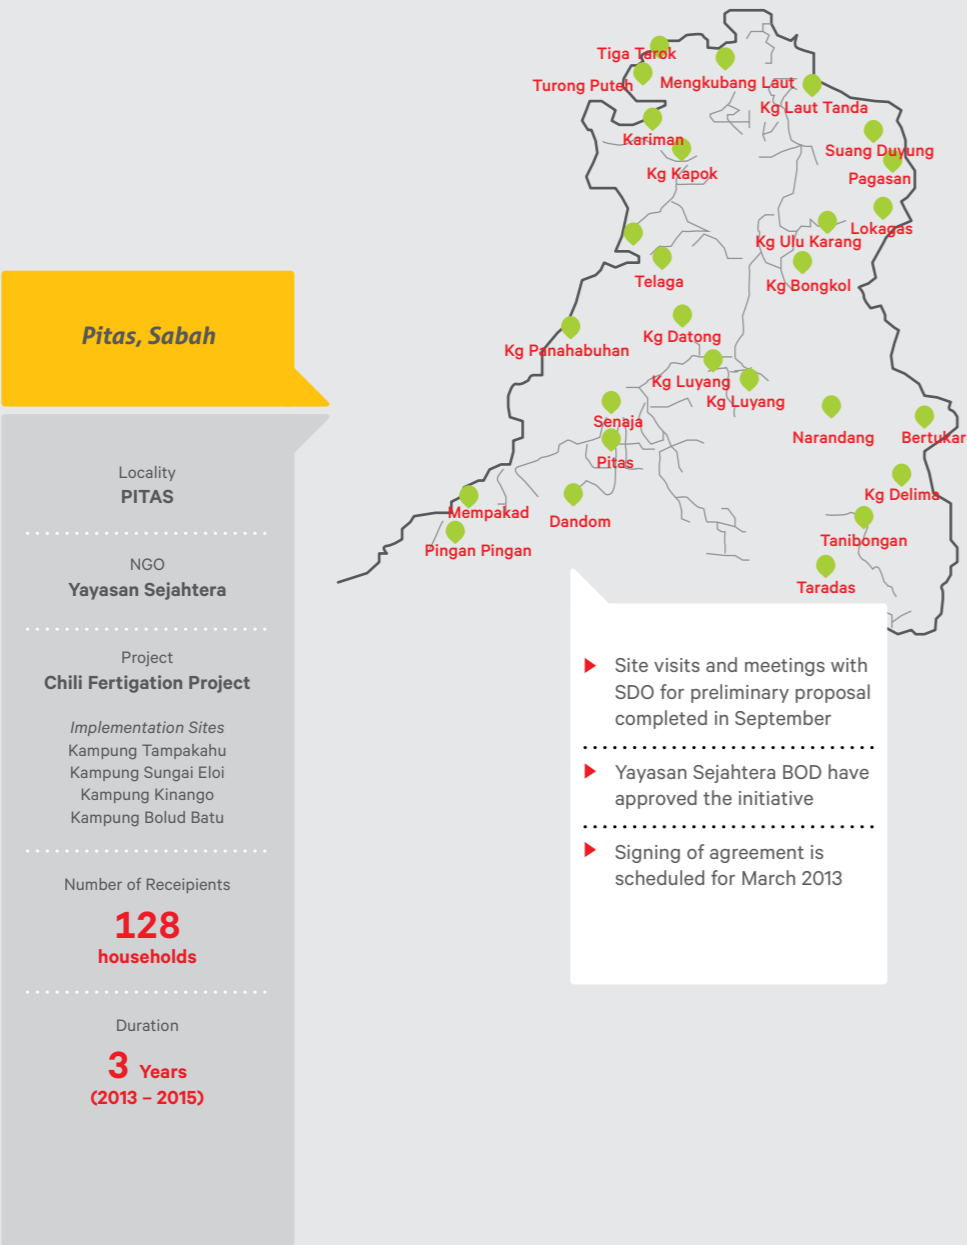 Pitas, Sabah
Locality
PITAS
NGO
Yayasan Sejahtera
Project
Chili Fertigation Project
Implementation Sites
Kampung Tampakahu
Kampung Sungai Eloi
Kampung Kinango
Kampung Bolud Batu
Number of Receipients
128
households
Duration
3 Years
(2013 – 2015)
Tiga Tarok
Turong Puteh
Mengkubang Laut
Kg Laut Tanda
Kariman
Suang Duyung
Kg Kapok
Pagasan
Lokagas
Kg Ulu Karang
Telaga
Kg Bongkol
Kg Datong
Kg Panahabuhan
Kg Luyang
Kg Luyang
Senaja
Narandang
Bertukar
Pitas
Kg Delima
Mempakad
Dandom
Tanibongan
Pingan Pingan
Taradas
Site visits and meetings with
SDO for preliminary proposal
completed in September
Yayasan Sejahtera BOD have
approved the initiative
Signing of agreement is
scheduled for March 2013